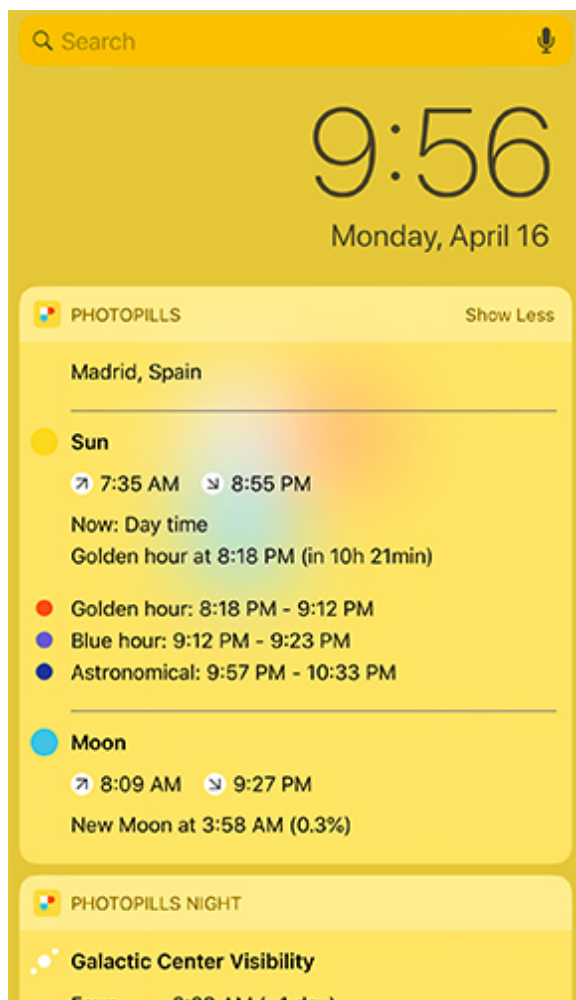 Search
9:56
Monday, April 16
PHOTOPILLS Show Less
Madrid, Spain
Sun
7:35 AM 8:55 PM
Now: Day time
Golden hour at 8:18 PM (in 10h 21min)
Golden hour: 8:18 PM - 9:12 PM
Blue hour: 9:12 PM - 9:23 PM
Astronomical: 9:57 PM - 10:33 PM
Moon
8:09 AM 9:27 PM
New Moon at 3:58 AM (0.3%)
PHOTOPILLS NIGHT
Galactic Center Visibility